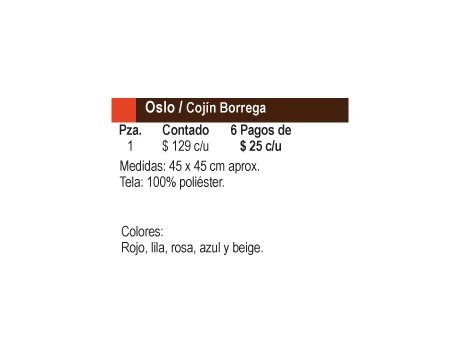 Oslo / Cojín Borrega
Pza. Contado 6 Pagos de
1 $ 129 c/u $ 25 c/u
Medidas: 45 x 45 cm aprox.
Tela: 100% poliéster.
Colores:
Rojo, lila, rosa, azul y beige.